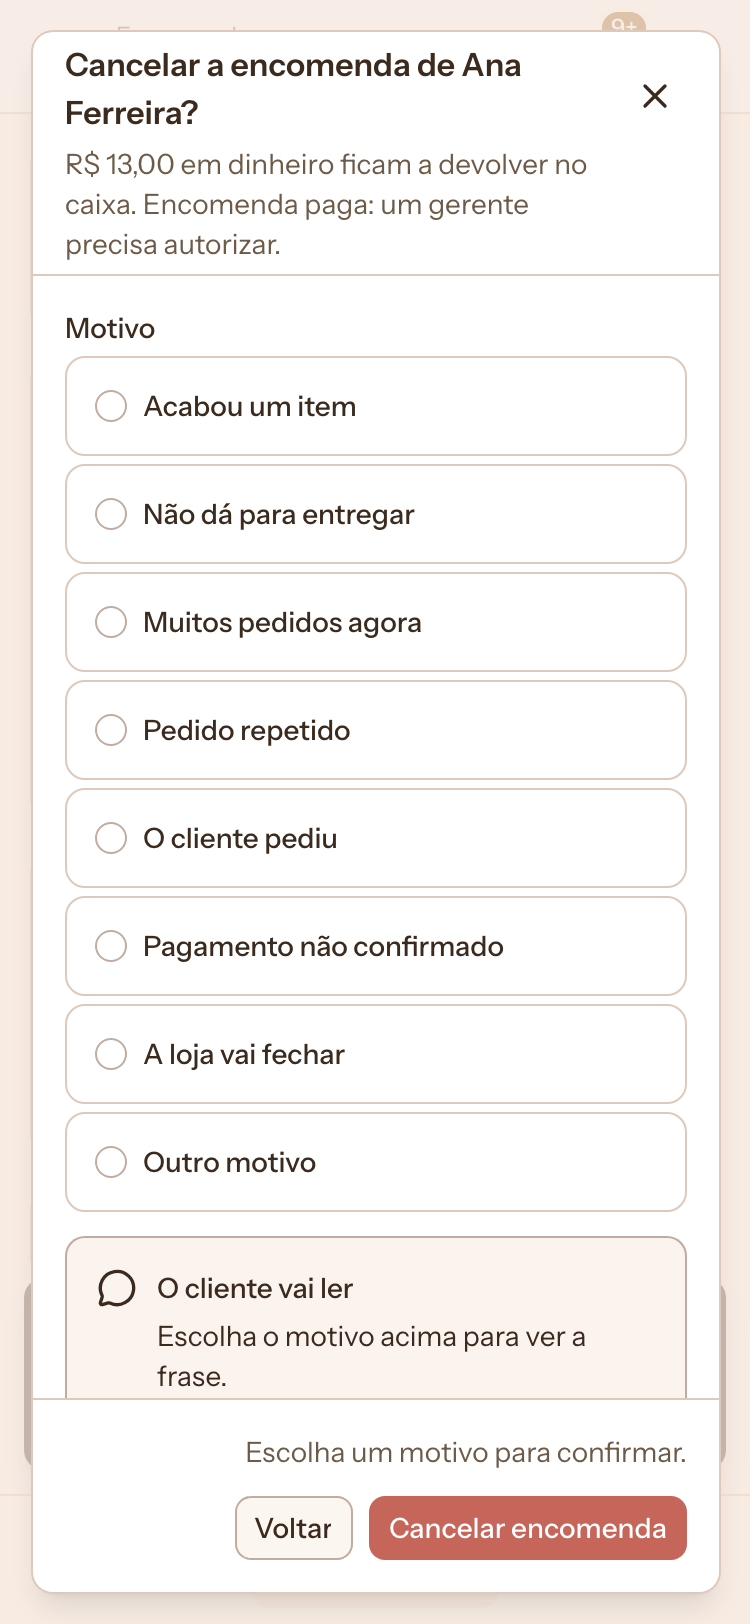 9+
Cancelar a encomenda de Ana
Ferreira?
R$ 13,00 em dinheiro ficam a devolver no
caixa. Encomenda paga: um gerente
precisa autorizar.
Motivo
Acabou um item
Não dá para entregar
Muitos pedidos agora
Pedido repetido
O cliente pediu
Pagamento não confirmado
A loja vai fechar
Outro motivo
O cliente vai ler
Escolha o motivo acima para ver a
frase.
Escolha um motivo para confirmar.
Voltar
Cancelar encomenda